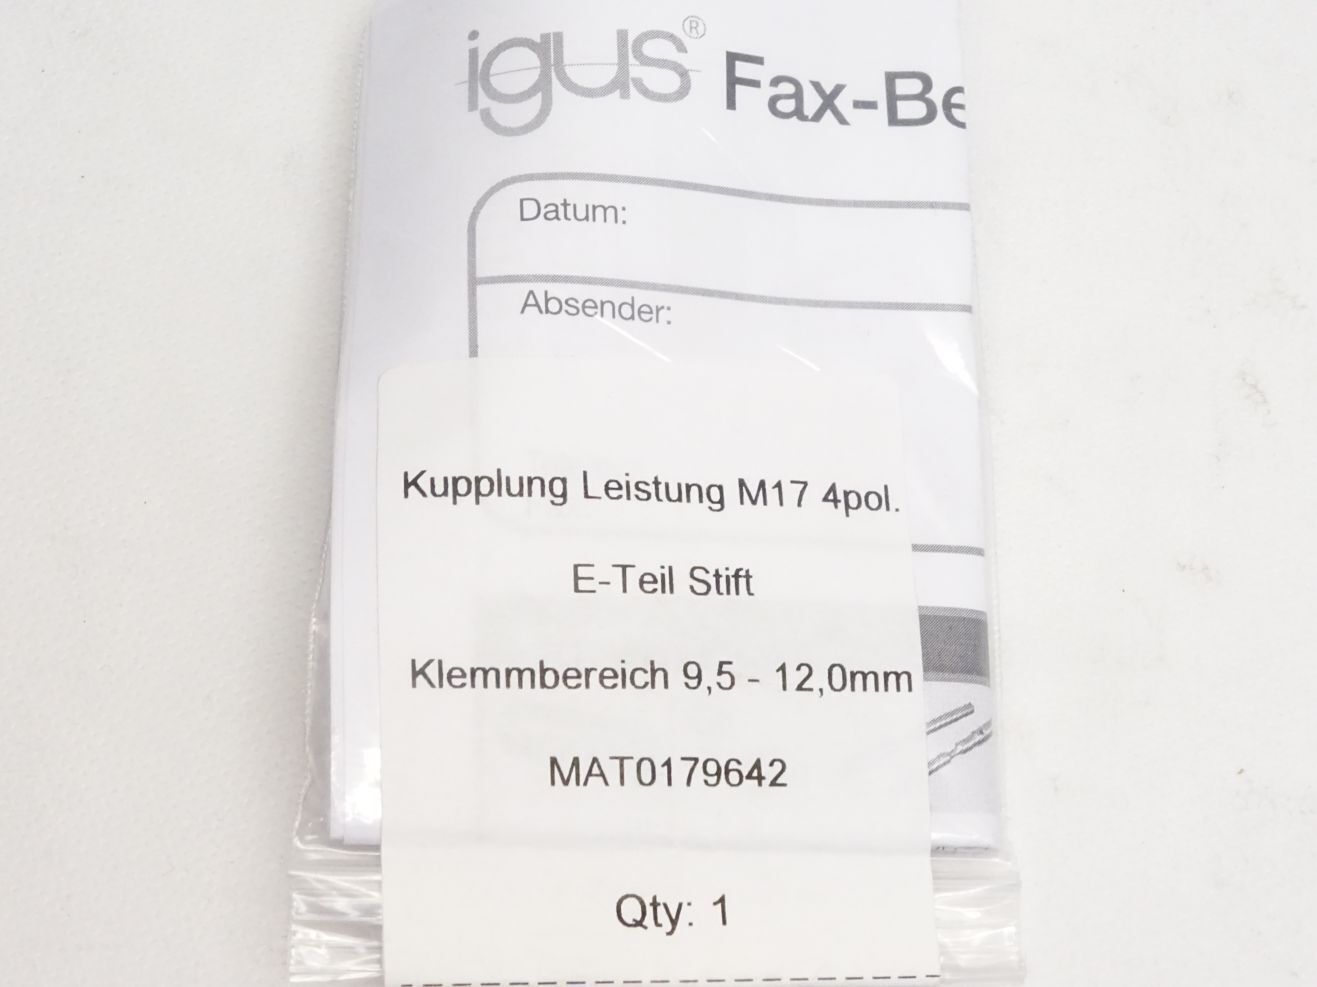 igus® Fax-Be
Datum:
Absender:
Kupplung Leistung M17 4pol.
E-Teil Stift
Klemmbereich 9,5 - 12,0mm
MAT0179642
Qty: 1